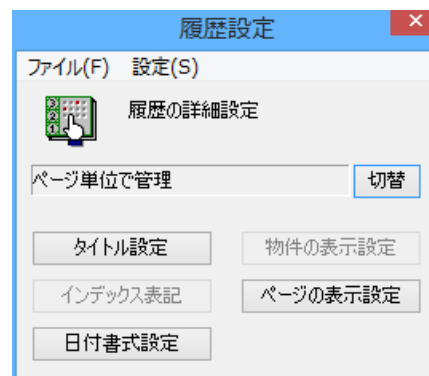 履歴設定
ファイル(F) 設定(S)
履歴の詳細設定
ページ単位で管理 切替
タイトル設定 物件の表示設定
インデックス表記 ページの表示設定
日付書式設定